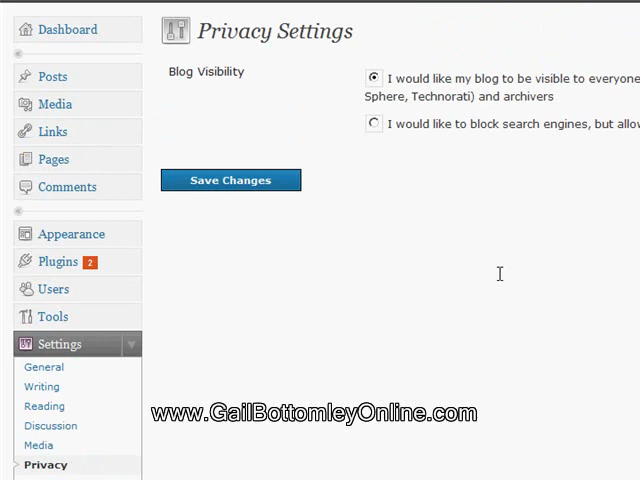 Dashboard
Privacy Settings
Blog Visibility
I would like my blog to be visible to everyone
Sphere, Technorati) and archivers
I would like to block search engines, but allow
Save Changes
Posts
Media
Links
Pages
Comments
Appearance
Plugins 2
Users
Tools
Settings
General
Writing
Reading
Discussion
Media
Privacy
www.GailBottomleyOnline.com